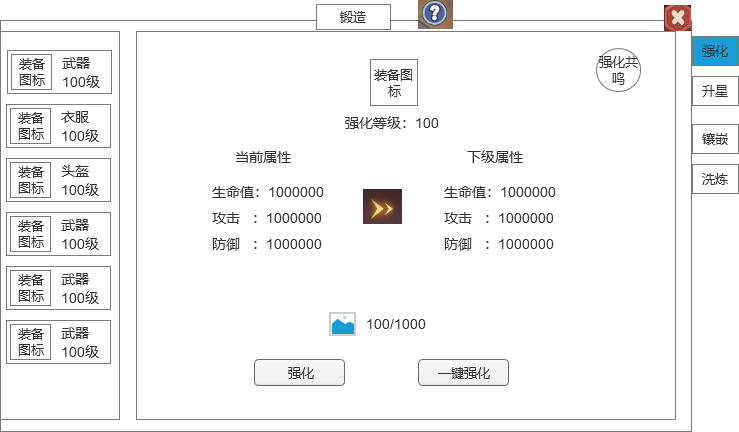 锻造
?
装备
图标
武器
100级
装备
图标
衣服
100级
装备
图标
头盔
100级
装备
图标
武器
100级
装备
图标
武器
100级
装备
图标
武器
100级
装备图
标
强化共
鸣
强化等级：100
当前属性
生命值：1000000
攻击 ：1000000
防御 ：1000000
下级属性
生命值：1000000
攻击 ：1000000
防御 ：1000000
100/1000
强化
一键强化
强化
升星
镶嵌
洗炼